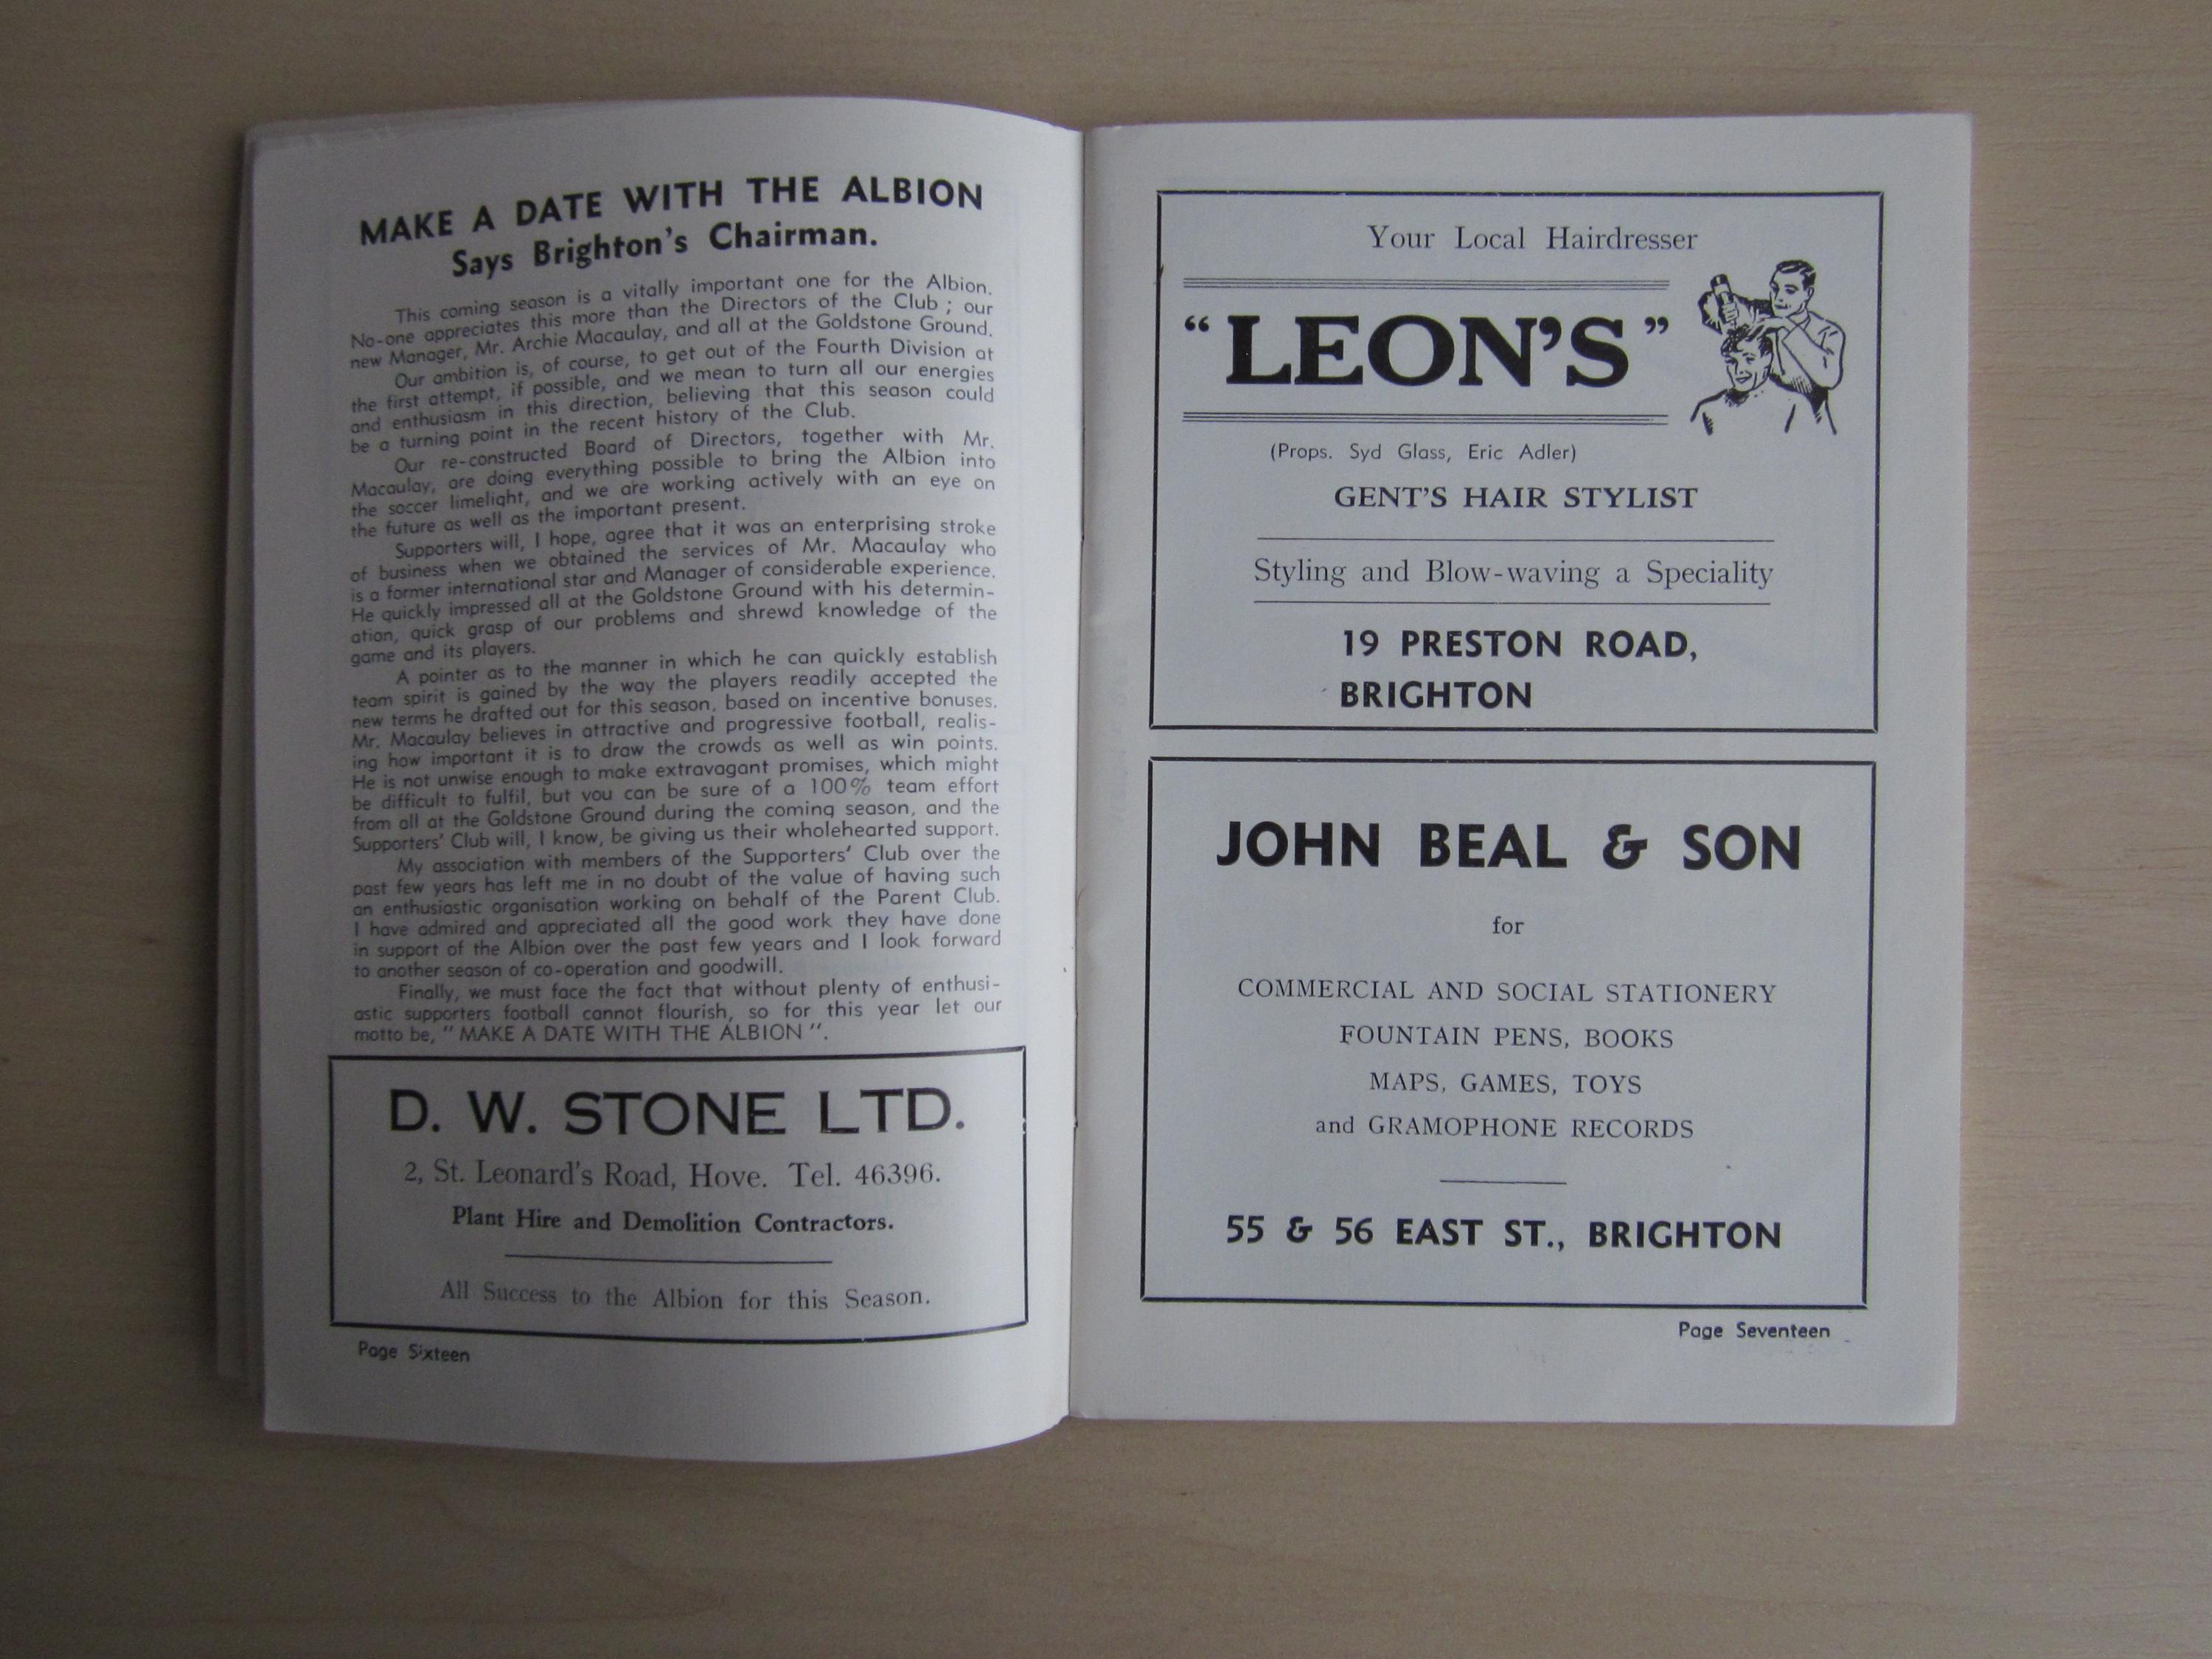 MAKE A DATE WITH THE ALBION
Says Brighton's Chairman.
This coming season is a vitally important one for the Albion.
No-one appreciates this more than the Directors of the Club ; our
new Manager, Mr. Archie Macaulay, and all at the Goldstone Ground.
Our ambition is, of course, to get out of the Fourth Division at
the first attempt, if possible, and we mean to turn all our energies
and enthusiasm in this direction, believing that this season could
be a turning point in the recent history of the Club.
Our re-constructed Board of Directors, together with Mr.
Macaulay, are doing everything possible to bring the Albion into
the soccer limelight, and we are working actively with an eye on
the future as well as the important present.
Supporters will, I hope, agree that it was an enterprising stroke
of business when we obtained the services of Mr. Macaulay who
is a former international star and Manager of considerable experience.
He quickly impressed all at the Goldstone Ground with his determin-
ation, quick grasp of our problems and shrewd knowledge of the
game and its players.
A pointer as to the manner in which he can quickly establish
team spirit is gained by the way the players readily accepted the
new terms he drafted out for this season, based on incentive bonuses.
Mr. Macaulay believes in attractive and progressive football, realis-
ing how important it is to draw the crowds as well as win points.
He is not unwise enough to make extravagant promises, which might
be difficult to fulfil, but you can be sure of a 100% team effort
from all at the Goldstone Ground during the coming season, and the
Supporters' Club will, I know, be giving us their wholehearted support.
My association with members of the Supporters' Club over the
past few years has left me in no doubt of the value of having such
an enthusiastic organisation working on behalf of the Parent Club.
I have admired and appreciated all the good work they have done
in support of the Albion over the past few years and I look forward
to another season of co-operation and goodwill.
Finally, we must face the fact that without plenty of enthusi-
astic supporters football cannot flourish, so for this year let our
motto be, " MAKE A DATE WITH THE ALBION ".
D. W. STONE LTD.
2, St. Leonard's Road, Hove. Tel. 46396.
Plant Hire and Demolition Contractors.
All Success to the Albion for this Season.
Page Sixteen
Your Local Hairdresser
"LEON'S"
(Props. Syd Glass, Eric Adler)
GENT'S HAIR STYLIST
Styling and Blow-waving a Speciality
19 PRESTON ROAD,
BRIGHTON
JOHN BEAL & SON
for
COMMERCIAL AND SOCIAL STATIONERY
FOUNTAIN PENS, BOOKS
MAPS, GAMES, TOYS
and GRAMOPHONE RECORDS
55 & 56 EAST ST., BRIGHTON
Page Seventeen